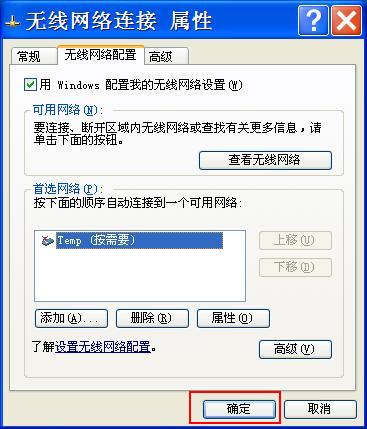 无线网络连接 属性
常规 无线网络配置 高级
用 Windows 配置我的无线网络设置(W)
可用网络(N):
要连接、断开区域内无线网络或查找有关更多信息，请
单击下面的按钮。
查看无线网络
首选网络(P):
按下面的顺序自动连接到一个可用网络:
Temp (按需要)
上移(U)
下移(D)
添加(A)... 删除(R) 属性(O)
了解设置无线网络配置。
高级(V)
确定 取消